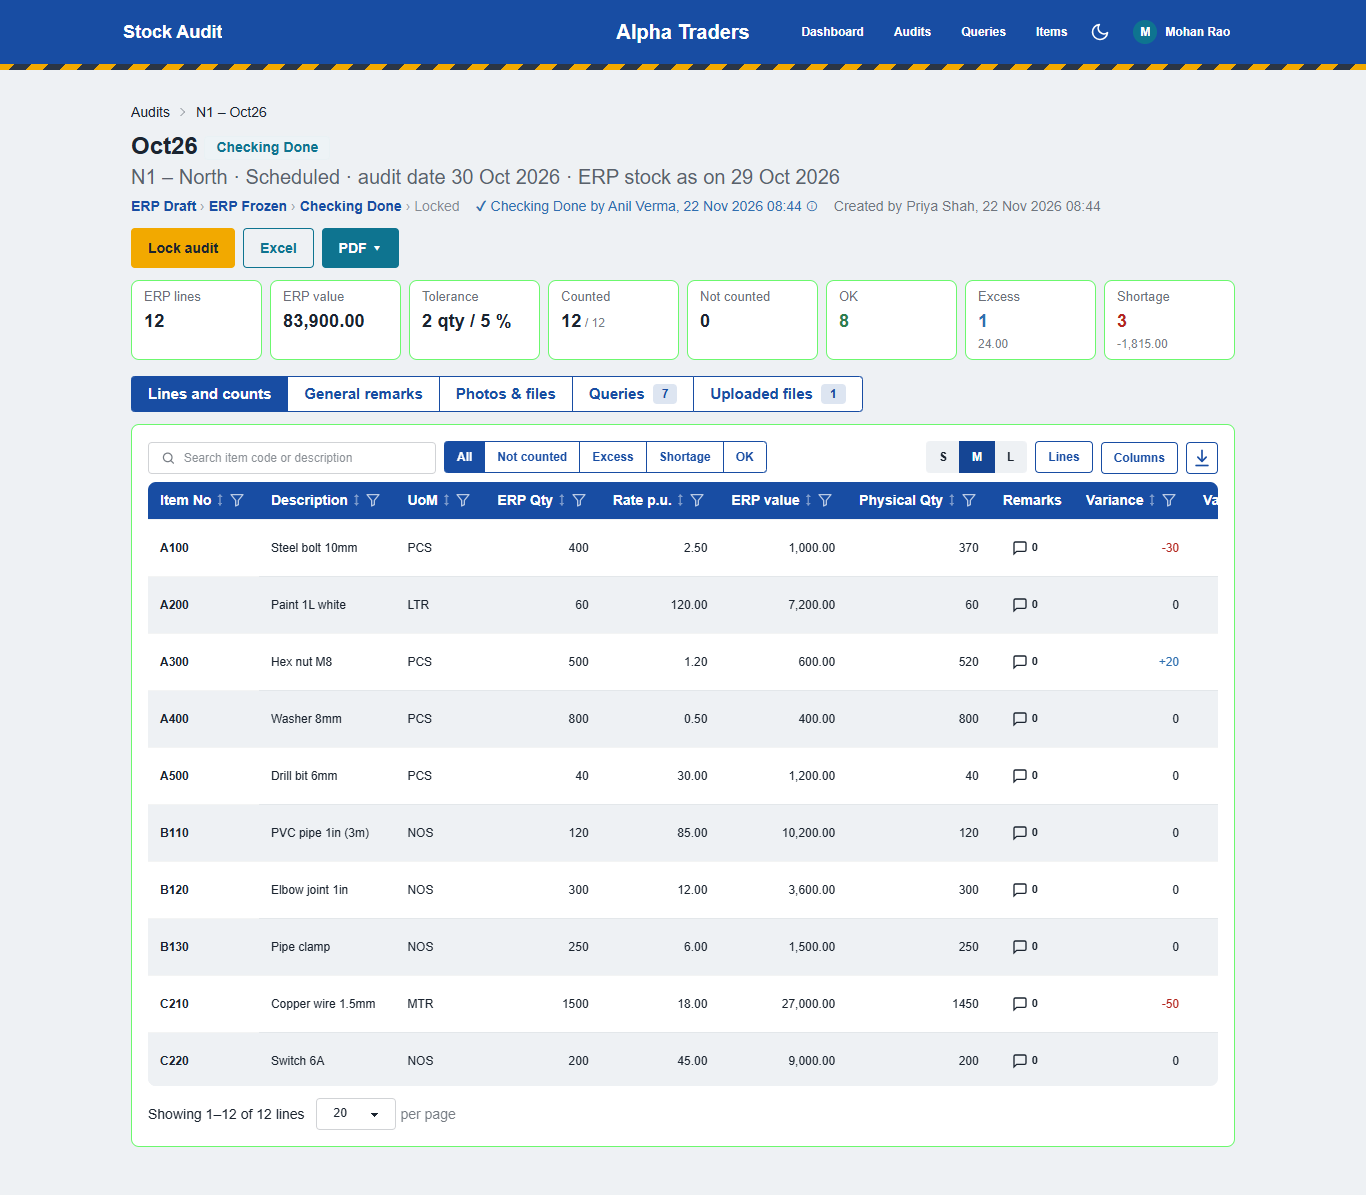 Stock Audit
Alpha Traders
Dashboard Audits Queries Items M Mohan Rao
Audits › N1 – Oct26
Oct26 Checking Done
N1 – North · Scheduled · audit date 30 Oct 2026 · ERP stock as on 29 Oct 2026
ERP Draft › ERP Frozen › Checking Done › Locked ✓ Checking Done by Anil Verma, 22 Nov 2026 08:44 Created by Priya Shah, 22 Nov 2026 08:44
Lock audit Excel PDF
ERP lines ERP value Tolerance Counted Not counted OK Excess Shortage
12 83,900.00 2 qty / 5 % 12 / 12 0 8 1 3
24.00 -1,815.00
Lines and counts General remarks Photos & files Queries 7 Uploaded files 1
Search item code or description All Not counted Excess Shortage OK S M L Lines Columns
Item No Description UoM ERP Qty Rate p.u. ERP value Physical Qty Remarks Variance Va
A100 Steel bolt 10mm PCS 400 2.50 1,000.00 370 0 -30
A200 Paint 1L white LTR 60 120.00 7,200.00 60 0 0
A300 Hex nut M8 PCS 500 1.20 600.00 520 0 +20
A400 Washer 8mm PCS 800 0.50 400.00 800 0 0
A500 Drill bit 6mm PCS 40 30.00 1,200.00 40 0 0
B110 PVC pipe 1in (3m) NOS 120 85.00 10,200.00 120 0 0
B120 Elbow joint 1in NOS 300 12.00 3,600.00 300 0 0
B130 Pipe clamp NOS 250 6.00 1,500.00 250 0 0
C210 Copper wire 1.5mm MTR 1500 18.00 27,000.00 1450 0 -50
C220 Switch 6A NOS 200 45.00 9,000.00 200 0 0
Showing 1–12 of 12 lines 20 per page